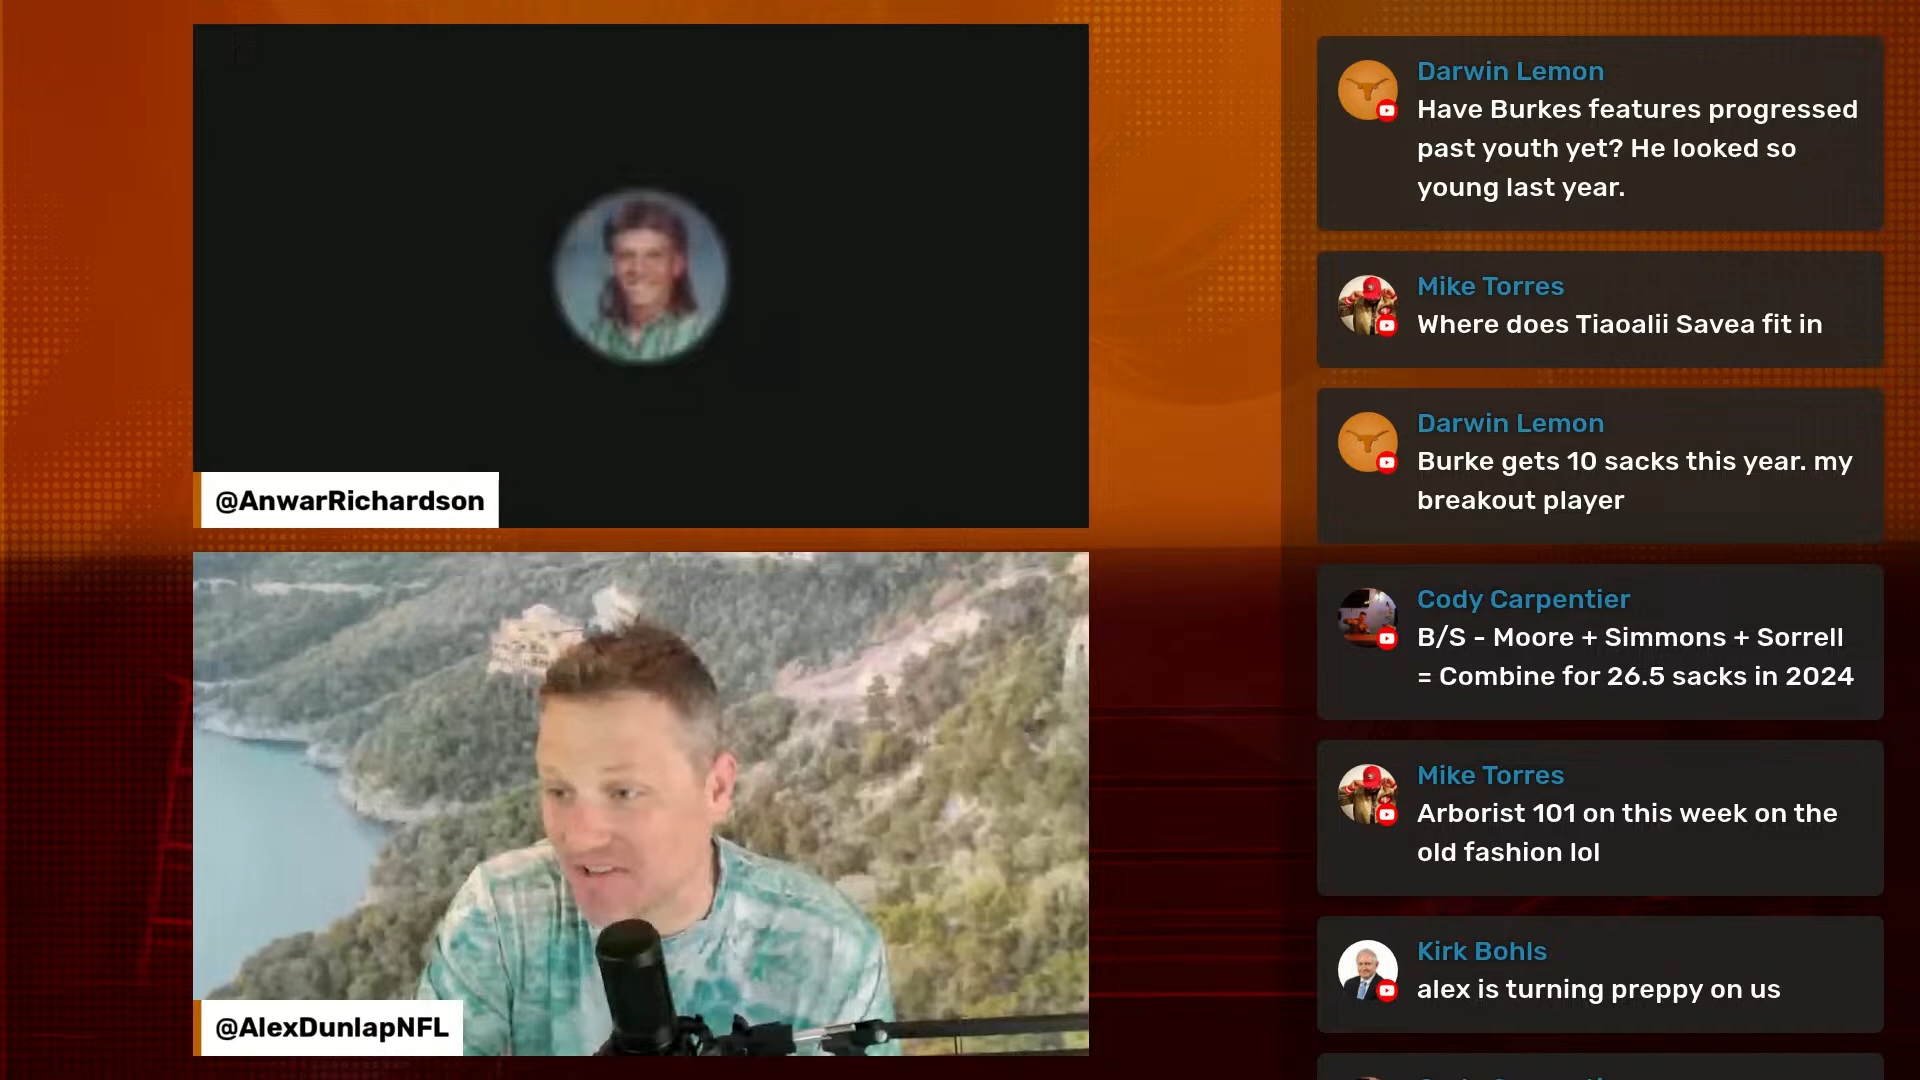 @AnwarRichardson
@AlexDunlapNFL
Darwin Lemon
Have Burkes features progressed
past youth yet? He looked so
young last year.
Mike Torres
Where does Tiaoalii Savea fit in
Darwin Lemon
Burke gets 10 sacks this year. my
breakout player
Cody Carpentier
B/S - Moore + Simmons + Sorrell
= Combine for 26.5 sacks in 2024
Mike Torres
Arborist 101 on this week on the
old fashion lol
Kirk Bohls
alex is turning preppy on us